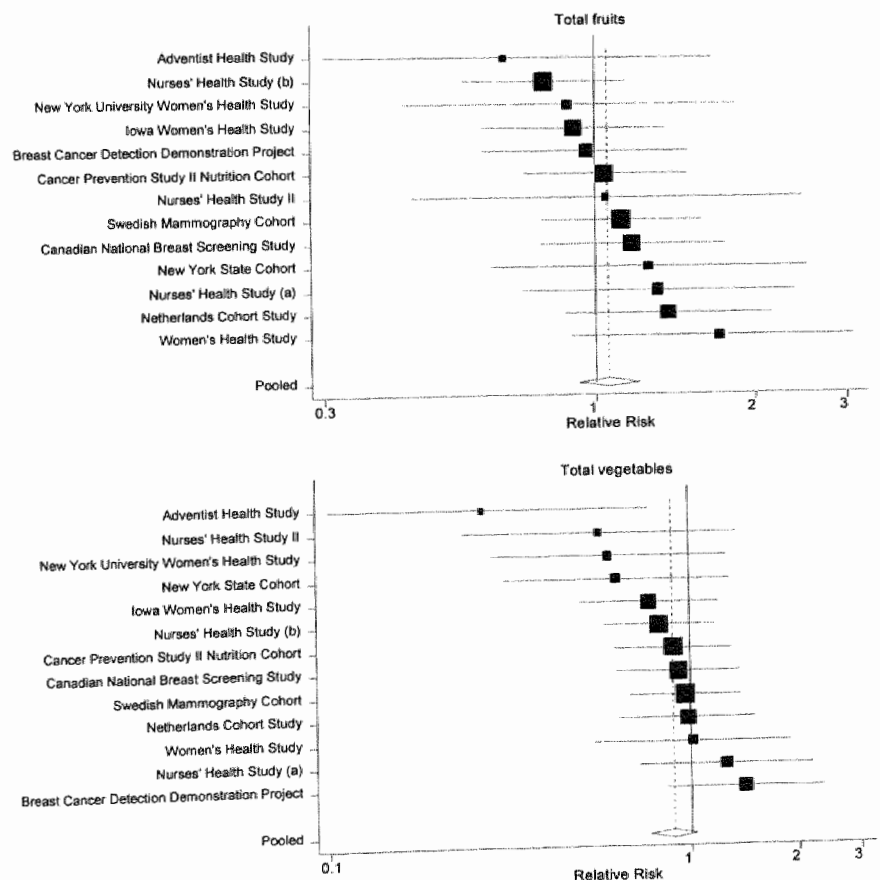 Total fruits
Adventist Health Study
Nurses' Health Study (b)
New York University Women's Health Study
Iowa Women's Health Study
Breast Cancer Detection Demonstration Project
Cancer Prevention Study II Nutrition Cohort
Nurses' Health Study II
Swedish Mammography Cohort
Canadian National Breast Screening Study
New York State Cohort
Nurses' Health Study (a)
Netherlands Cohort Study
Women's Health Study
Pooled
0.3 1 2 3
Relative Risk
Total vegetables
Adventist Health Study
Nurses' Health Study II
New York University Women's Health Study
New York State Cohort
Iowa Women's Health Study
Nurses' Health Study (b)
Cancer Prevention Study II Nutrition Cohort
Canadian National Breast Screening Study
Swedish Mammography Cohort
Netherlands Cohort Study
Women's Health Study
Nurses' Health Study (a)
Breast Cancer Detection Demonstration Project
Pooled
0.1 1 2 3
Relative Risk